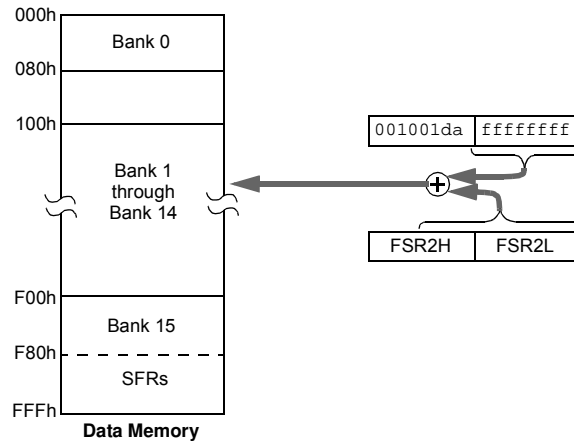 000h
Bank 0
080h
100h
001001da ffffffff
Bank 1
through
Bank 14
FSR2H FSR2L
F00h
Bank 15
F80h
SFRs
FFFh
Data Memory